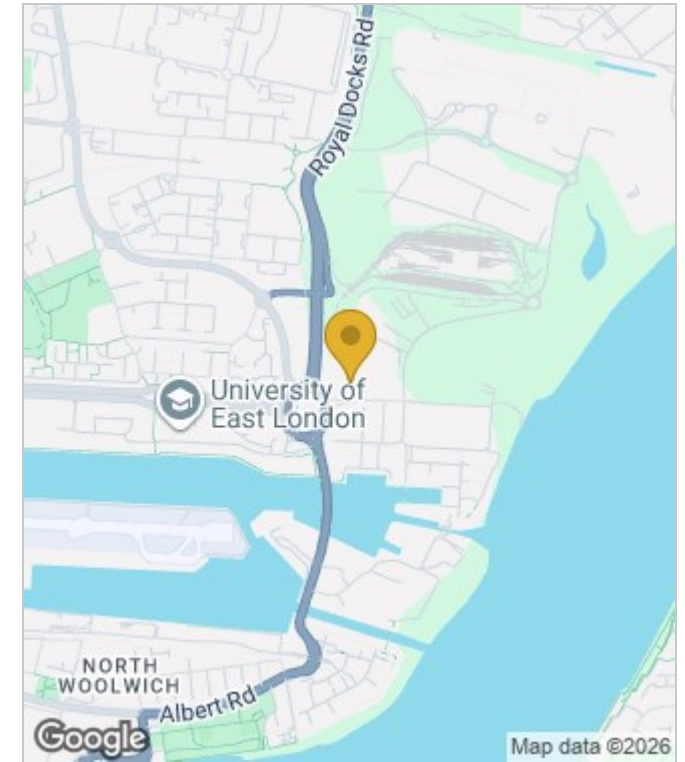 Royal Docks Rd
University of
East London
NORTH
WOOLWICH
Albert Rd
Google
Map data ©2026